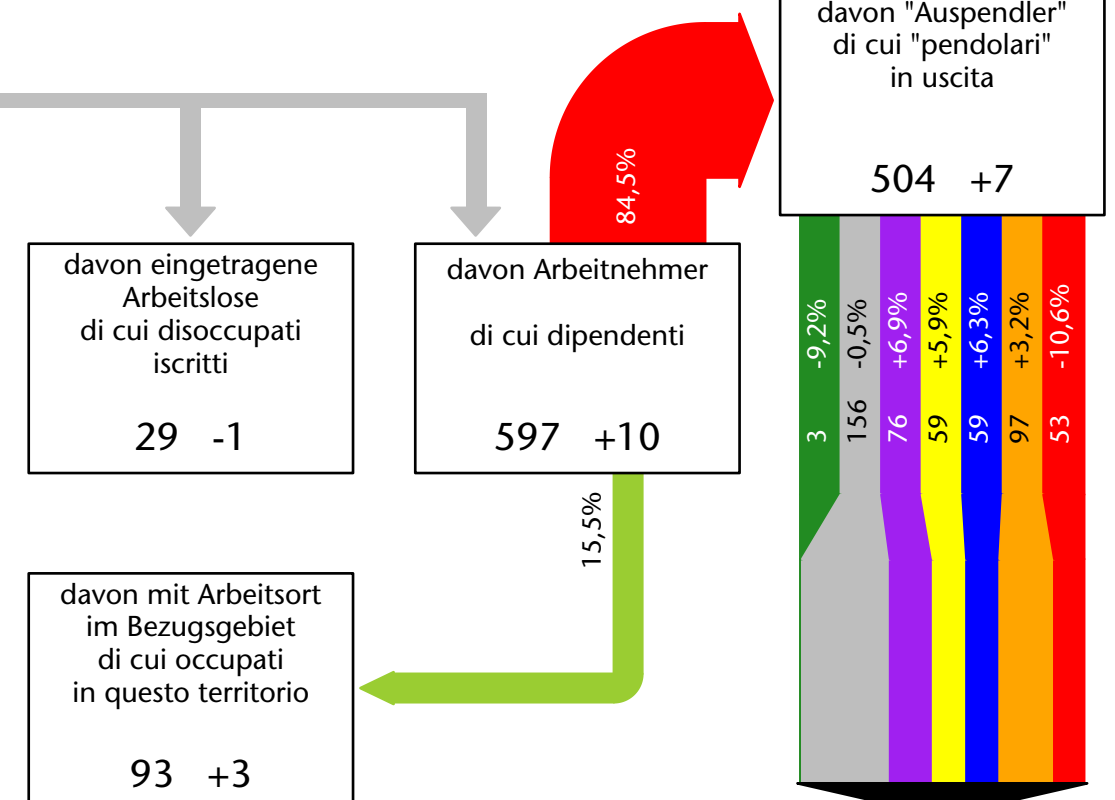 davon "Auspendler"
di cui "pendolari"
in uscita
504 +7
84,5%
davon eingetragene
Arbeitslose
di cui disoccupati
iscritti
29 -1
davon Arbeitnehmer
di cui dipendenti
597 +10
3 -9,2%
156 -0,5%
76 +6,9%
59 +5,9%
59 +6,3%
97 +3,2%
53 -10,6%
15,5%
davon mit Arbeitsort
im Bezugsgebiet
di cui occupati
in questo territorio
93 +3